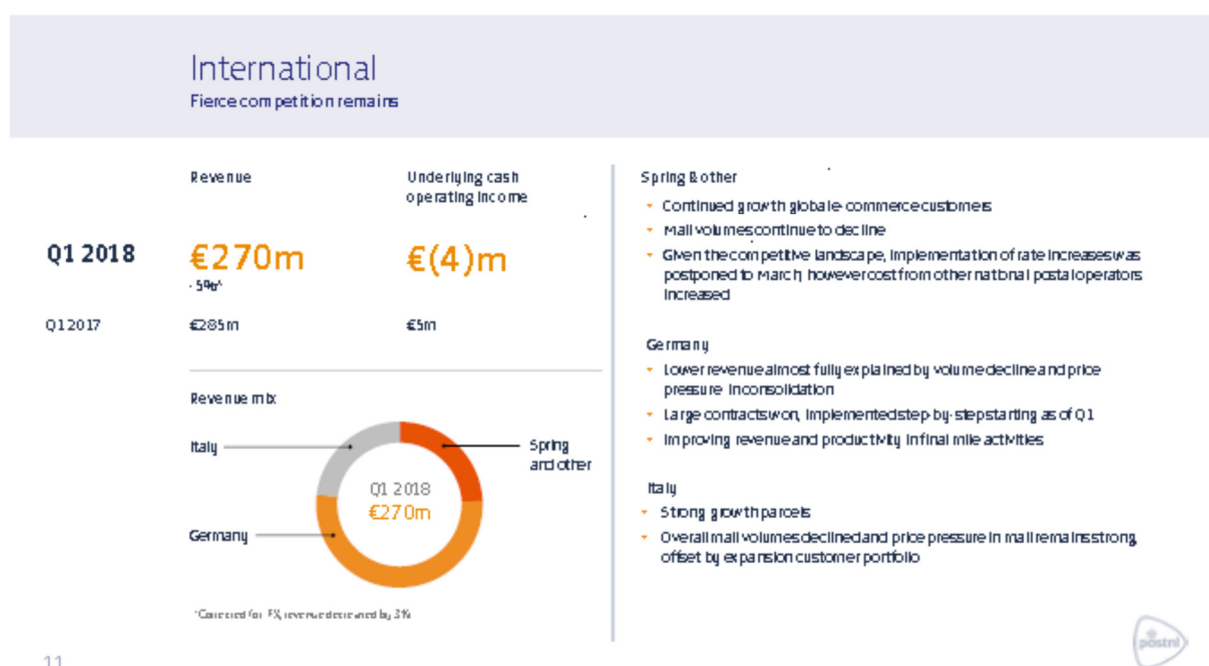 International
Fierce competition remains
Revenue
Underlying cash
operating income
Q1 2018
€270m
€(4)m
- 5%*
Q1 2017
€285m
€5m
Revenue mix
Italy
Spring
and other
Q1 2018
€270m
Germany
*Corrected for FX, revenue decreased by 3%
Spring & other
Continued growth global e-commerce customers
Mail volumes continue to decline
Given the competitive landscape, implementation of rate increases was
postponed to March, however cost from other national postal operators
increased
Germany
Lower revenue almost fully explained by volume decline and price
pressure in consolidation
Large contracts won, implemented step-by-step starting as of Q1
Improving revenue and productivity in final mile activities
Italy
Strong growth parcels
Overall mail volumes declined and price pressure in mail remains strong,
offset by expansion customer portfolio
postnl
11